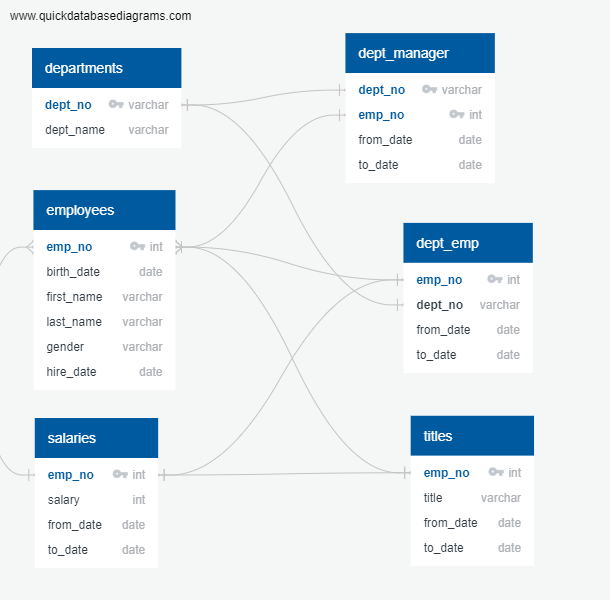 www.quickdatabasediagrams.com
departments
dept_no varchar
dept_name varchar
dept_manager
dept_no varchar
emp_no int
from_date date
to_date date
employees
emp_no int
birth_date date
first_name varchar
last_name varchar
gender varchar
hire_date date
dept_emp
emp_no int
dept_no varchar
from_date date
to_date date
salaries
emp_no int
salary int
from_date date
to_date date
titles
emp_no int
title varchar
from_date date
to_date date